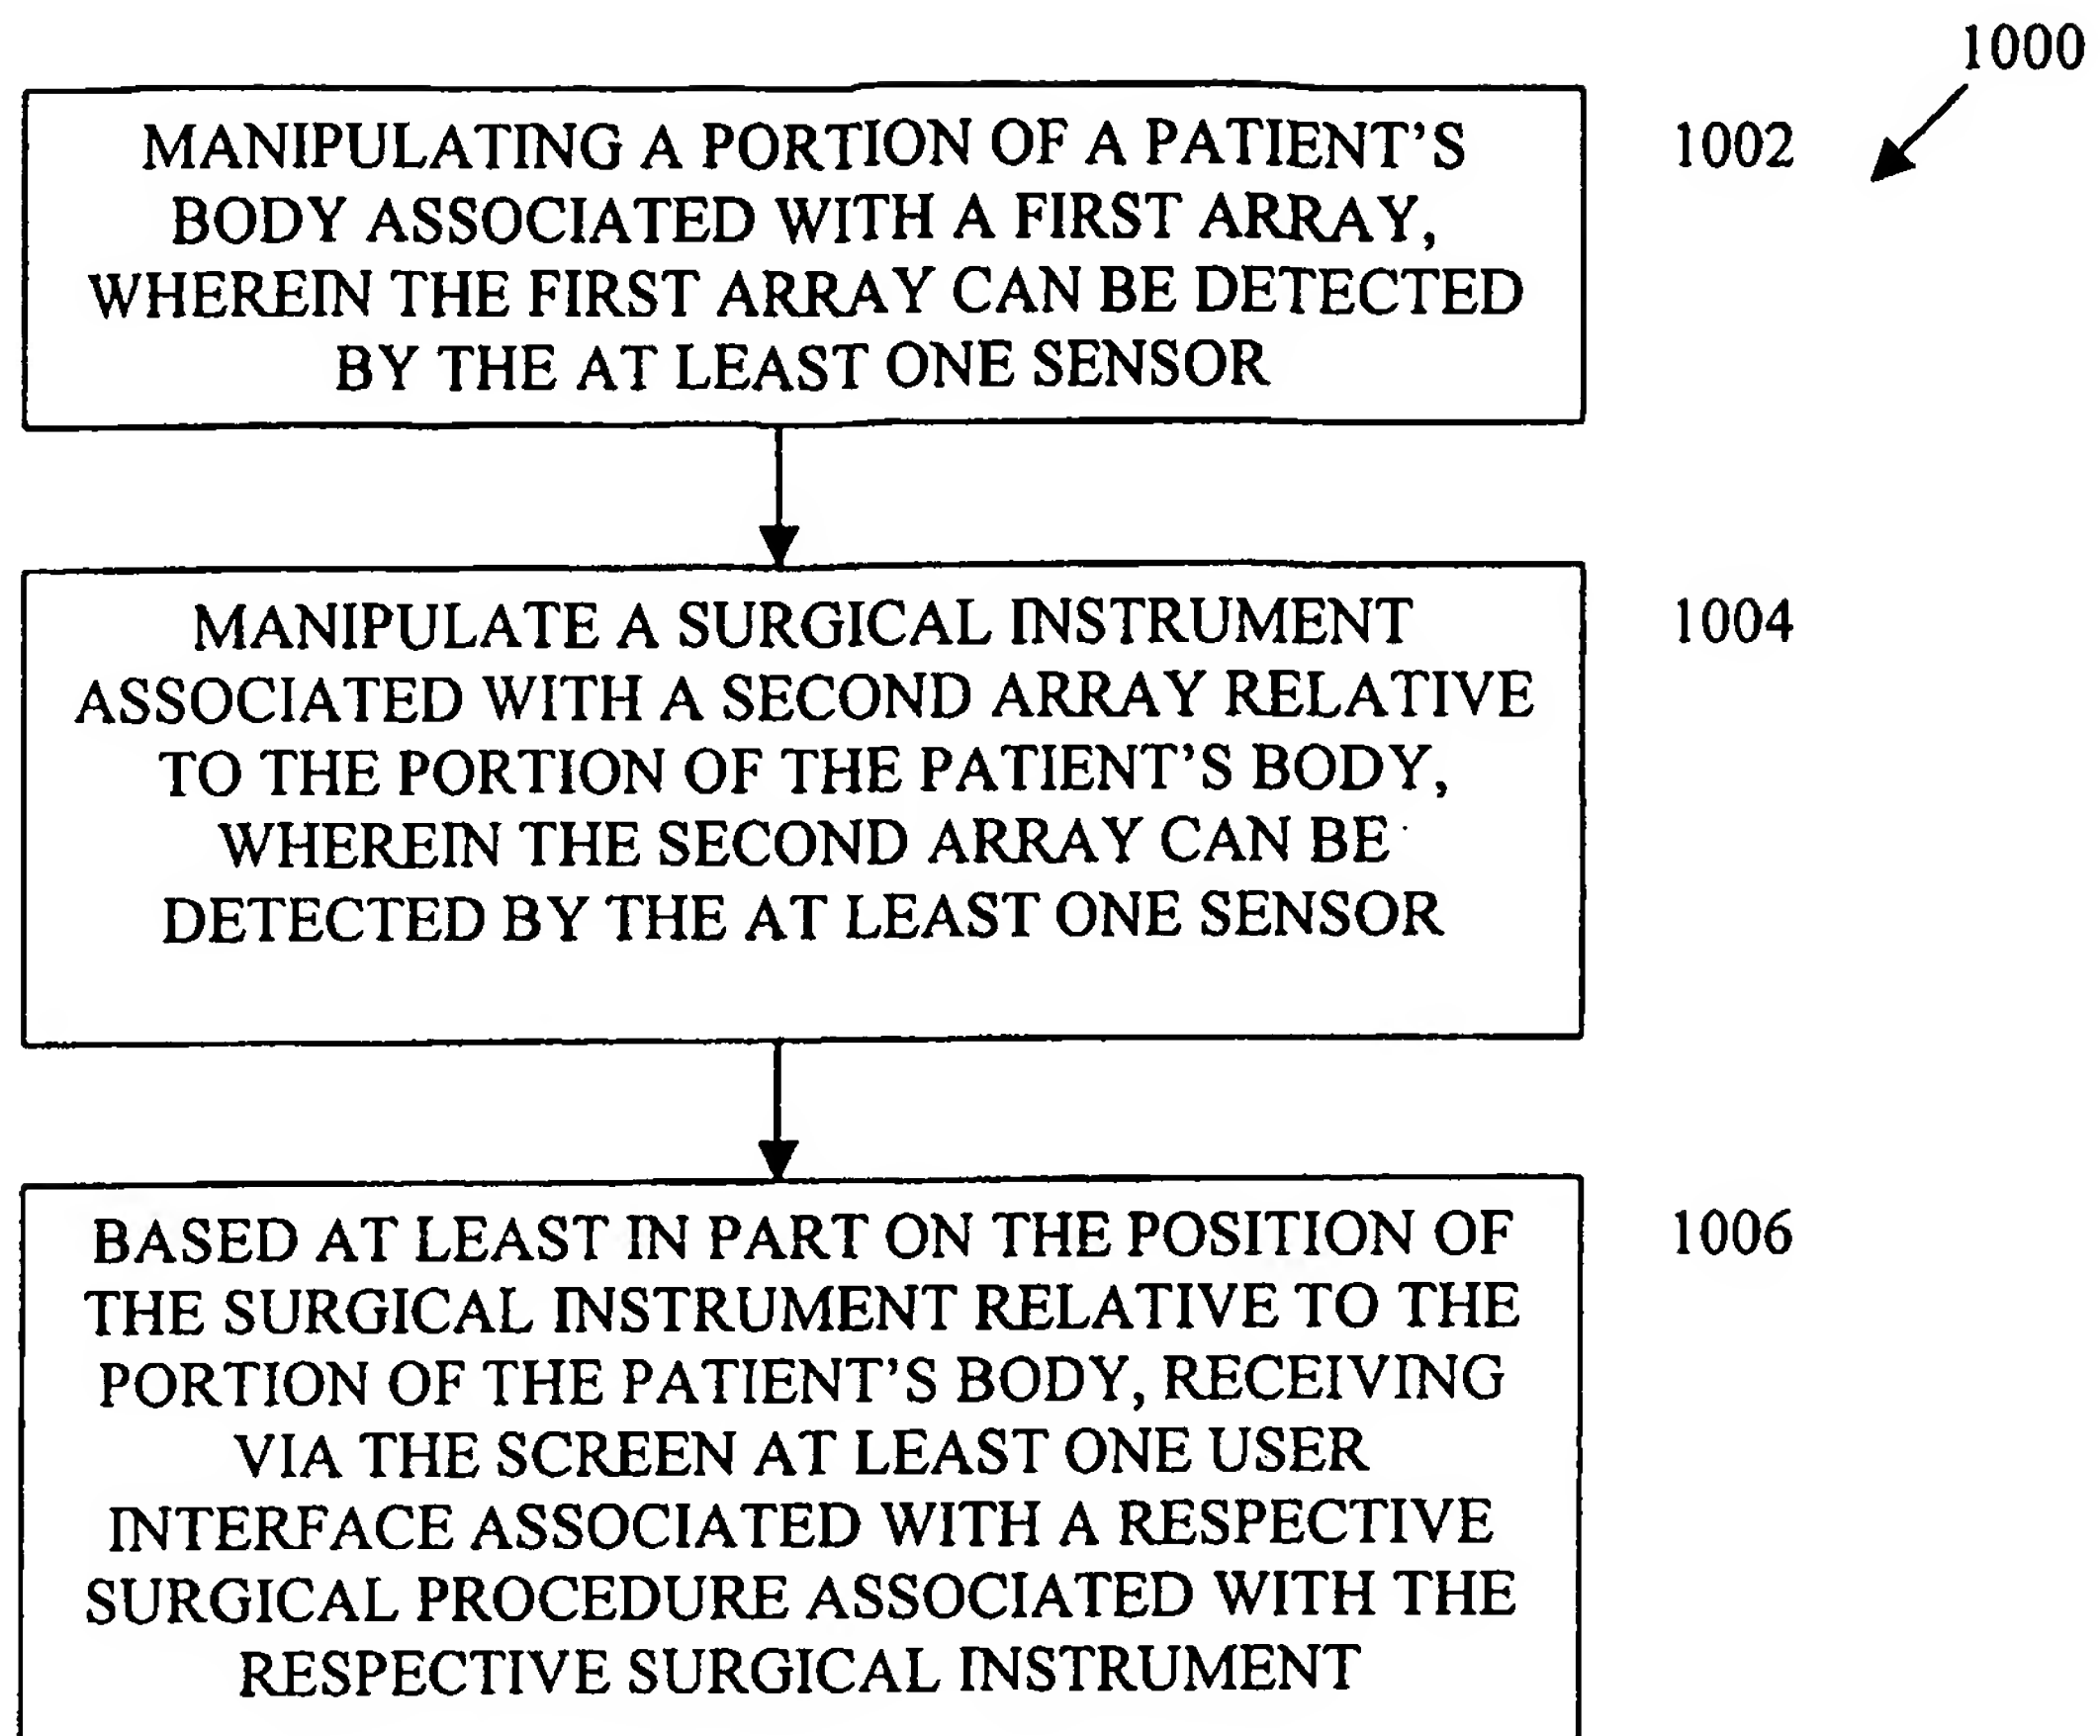 1000
MANIPULATING A PORTION OF A PATIENT'S
BODY ASSOCIATED WITH A FIRST ARRAY,
WHEREIN THE FIRST ARRAY CAN BE DETECTED
BY THE AT LEAST ONE SENSOR
1002
MANIPULATE A SURGICAL INSTRUMENT
ASSOCIATED WITH A SECOND ARRAY RELATIVE
TO THE PORTION OF THE PATIENT'S BODY,
WHEREIN THE SECOND ARRAY CAN BE
DETECTED BY THE AT LEAST ONE SENSOR
1004
BASED AT LEAST IN PART ON THE POSITION OF
THE SURGICAL INSTRUMENT RELATIVE TO THE
PORTION OF THE PATIENT'S BODY, RECEIVING
VIA THE SCREEN AT LEAST ONE USER
INTERFACE ASSOCIATED WITH A RESPECTIVE
SURGICAL PROCEDURE ASSOCIATED WITH THE
RESPECTIVE SURGICAL INSTRUMENT
1006